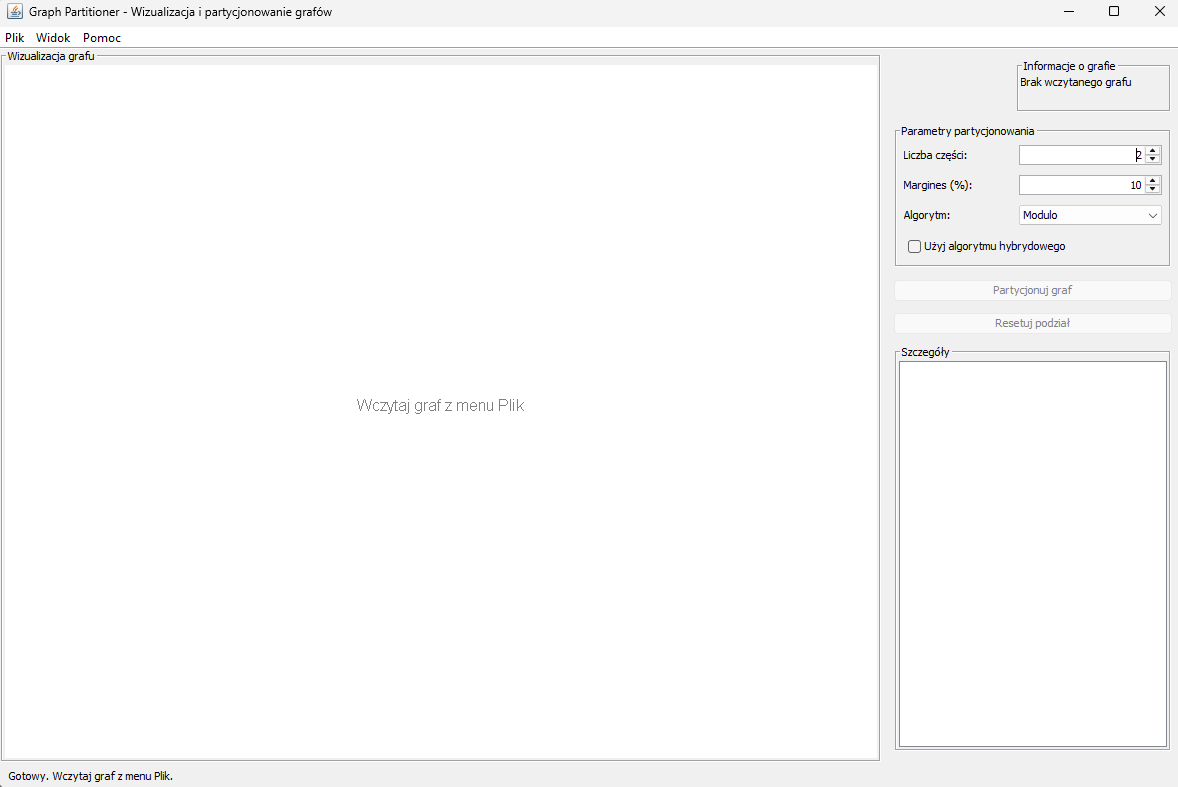 Graph Partitioner - Wizualizacja i partycjonowanie grafów
Plik Widok Pomoc
Wizualizacja grafu
Wczytaj graf z menu Plik
Informacje o grafie
Brak wczytanego grafu
Parametry partycjonowania
Liczba części: 2
Margines (%): 10
Algorytm: Modulo
Użyj algorytmu hybrydowego
Partycjonuj graf
Resetuj podział
Szczegóły
Gotowy. Wczytaj graf z menu Plik.